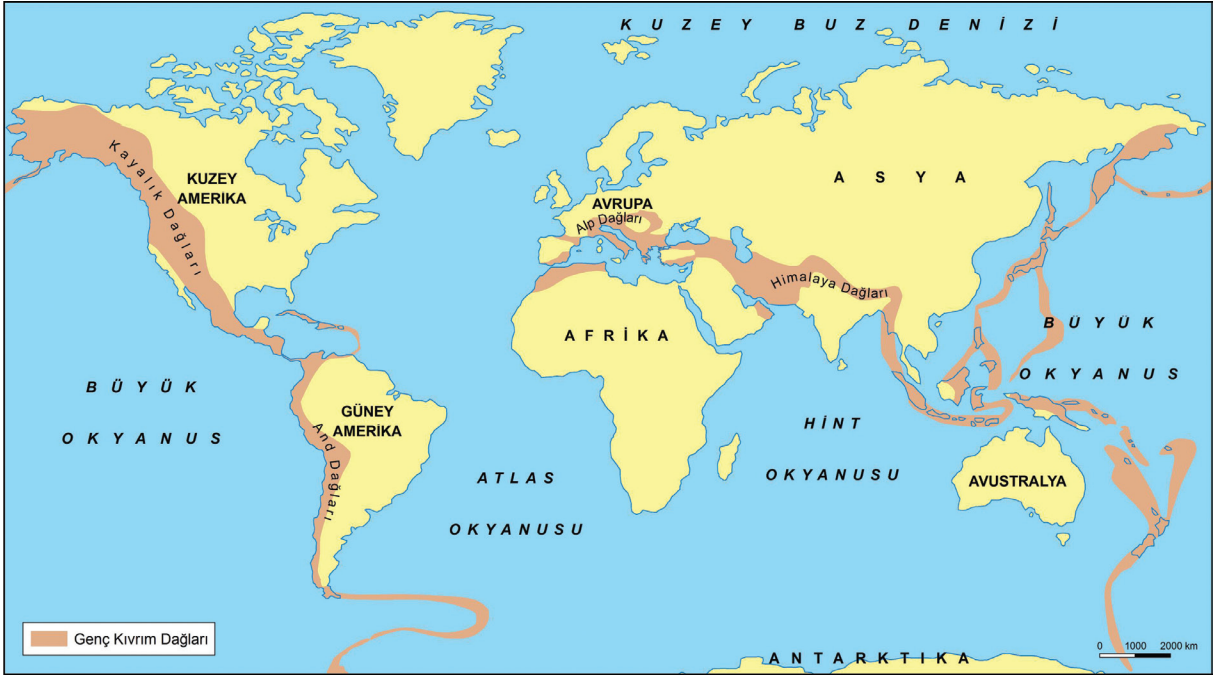 KUZEY BUZ DENİZİ
Kayalık Dağları
KUZEY
AMERİKA
AVRUPA
Alp Dağları
ASYA
Himalaya Dağları
AFRİKA
BÜYÜK
OKYANUS
BÜYÜK
OKYANUS
GÜNEY
AMERİKA
And Dağları
ATLAS
OKYANUSU
HİNT
OKYANUSU
AVUSTRALYA
Genç Kıvrım Dağları
0 1000 2000 km
ANTARKTIKA